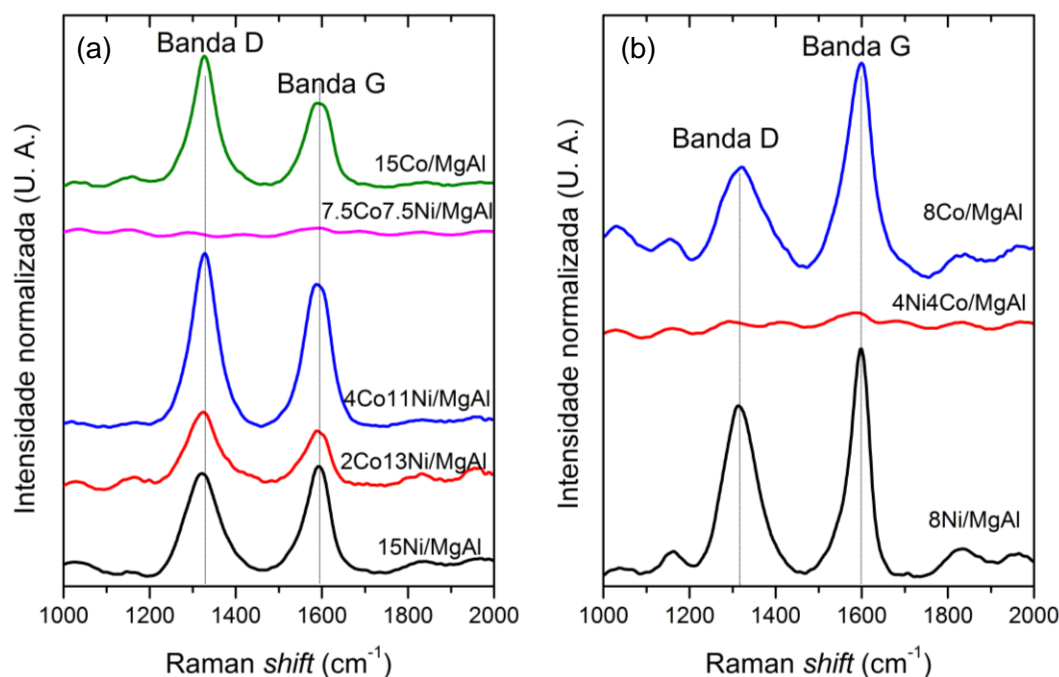 (a)
Banda D
Banda G
15Co/MgAl
7.5Co7.5Ni/MgAl
4Co11Ni/MgAl
2Co13Ni/MgAl
15Ni/MgAl
Intensidade normalizada (U. A.)
1000 1200 1400 1600 1800 2000
Raman shift (cm⁻¹)
(b)
Banda G
Banda D
8Co/MgAl
4Ni4Co/MgAl
8Ni/MgAl
Intensidade normalizada (U. A.)
1000 1200 1400 1600 1800 2000
Raman shift (cm⁻¹)